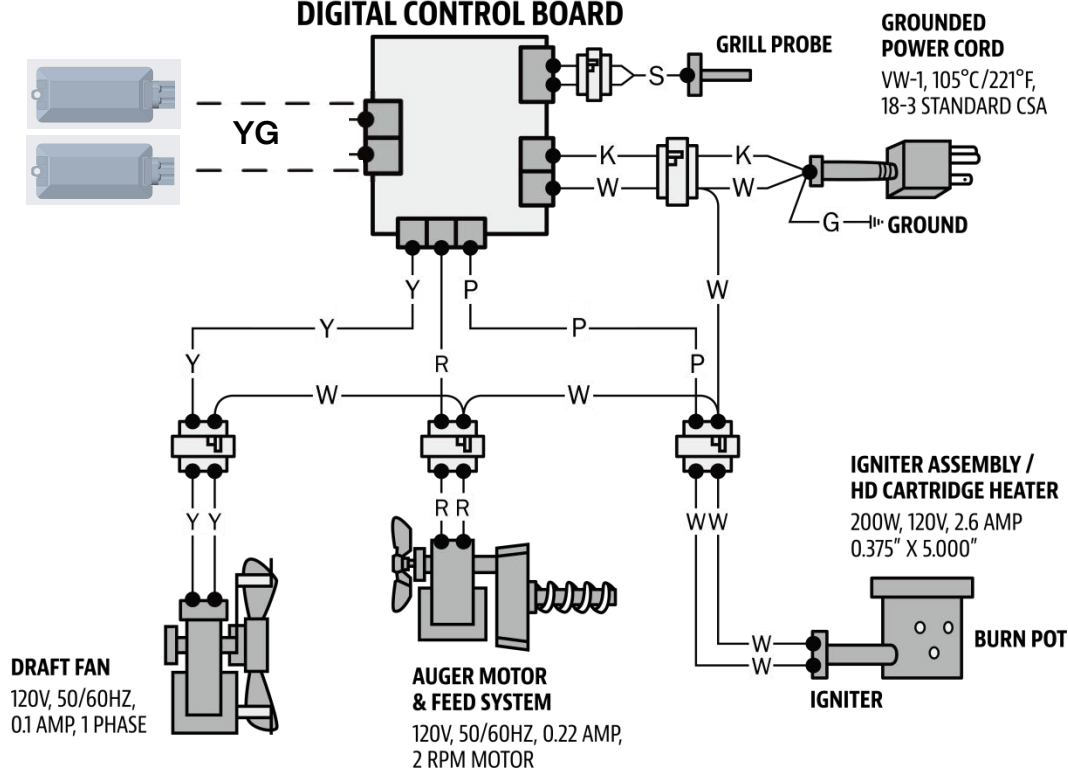 DIGITAL CONTROL BOARD
GRILL PROBE
S
GROUNDED
POWER CORD
VW-1, 105°C/221°F,
18-3 STANDARD CSA
YG
K
K
W
W
G
GROUND
Y
P
W
Y
P
Y
R
P
W
W
Y Y
R R
W W
IGNITER ASSEMBLY /
HD CARTRIDGE HEATER
200W, 120V, 2.6 AMP
0.375" X 5.000"
W
W
BURN POT
IGNITER
DRAFT FAN
120V, 50/60HZ,
0.1 AMP, 1 PHASE
AUGER MOTOR
& FEED SYSTEM
120V, 50/60HZ, 0.22 AMP,
2 RPM MOTOR